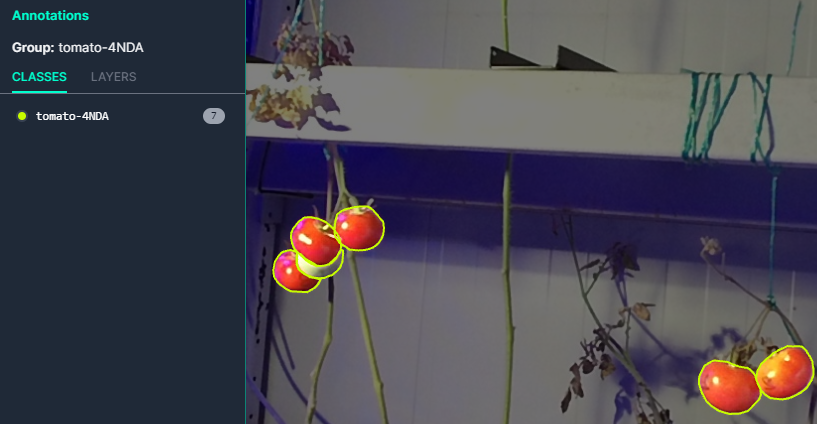 Annotations
Group: tomato-4NDA
CLASSES LAYERS
tomato-4NDA 7